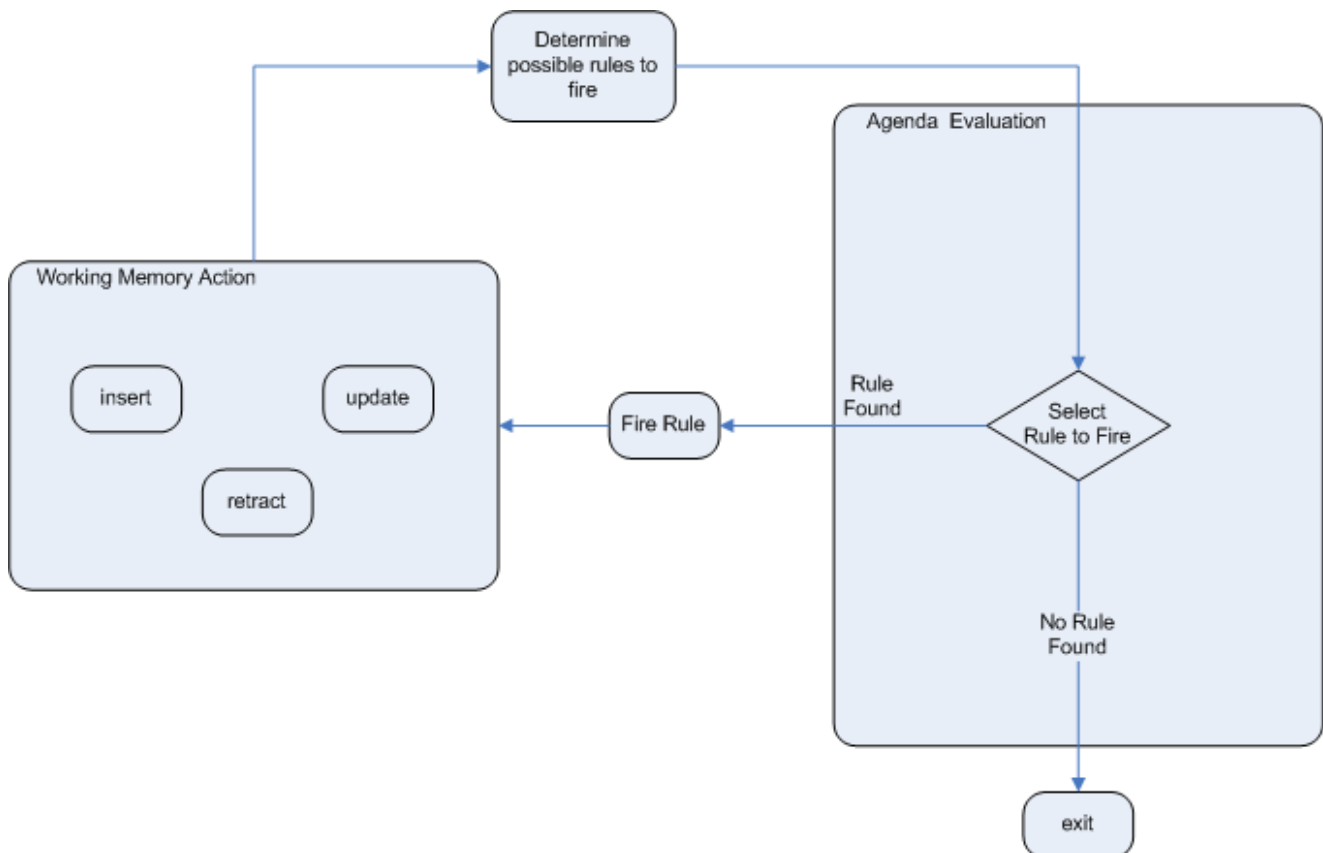 Determine
possible rules to
fire
Agenda Evaluation
Working Memory Action
insert
update
retract
Fire Rule
Rule
Found
Select
Rule to Fire
No Rule
Found
exit